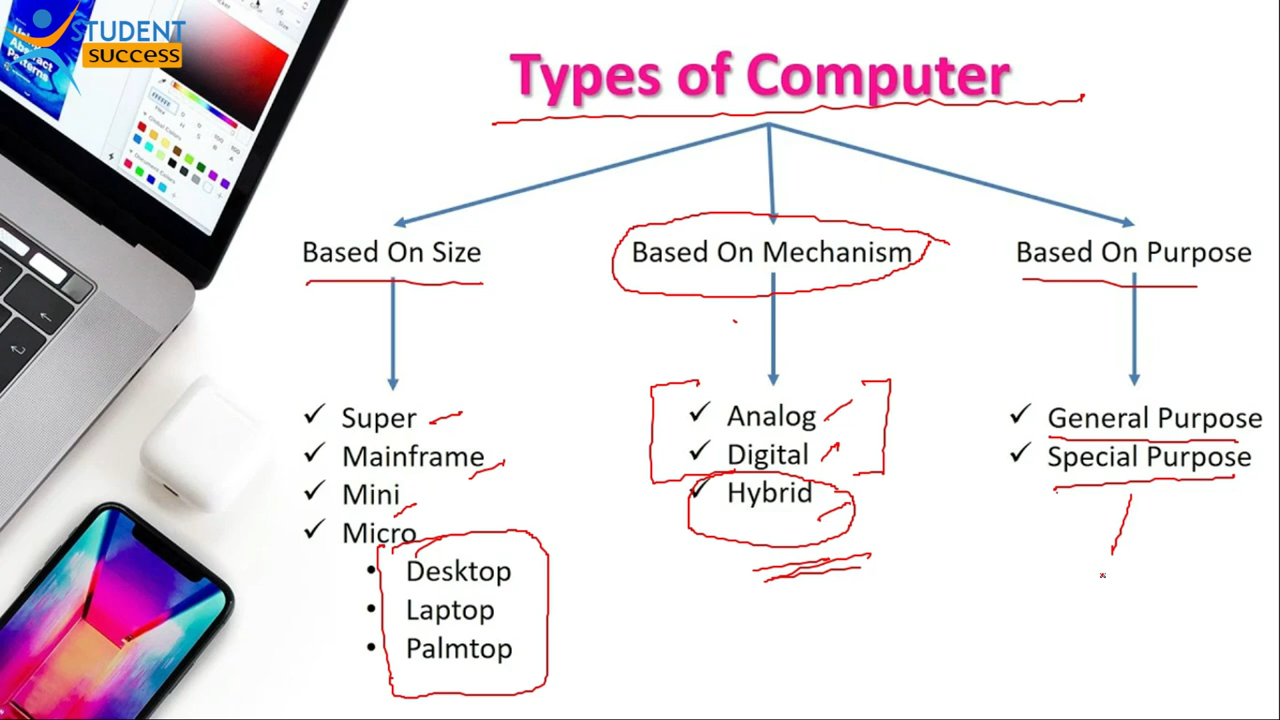 STUDENT
SUCCESS
Types of Computer
Based On Size
Based On Mechanism
Based On Purpose
✓ Super
✓ Mainframe
✓ Mini
✓ Micro
• Desktop
• Laptop
• Palmtop
✓ Analog
✓ Digital
✓ Hybrid
✓ General Purpose
✓ Special Purpose